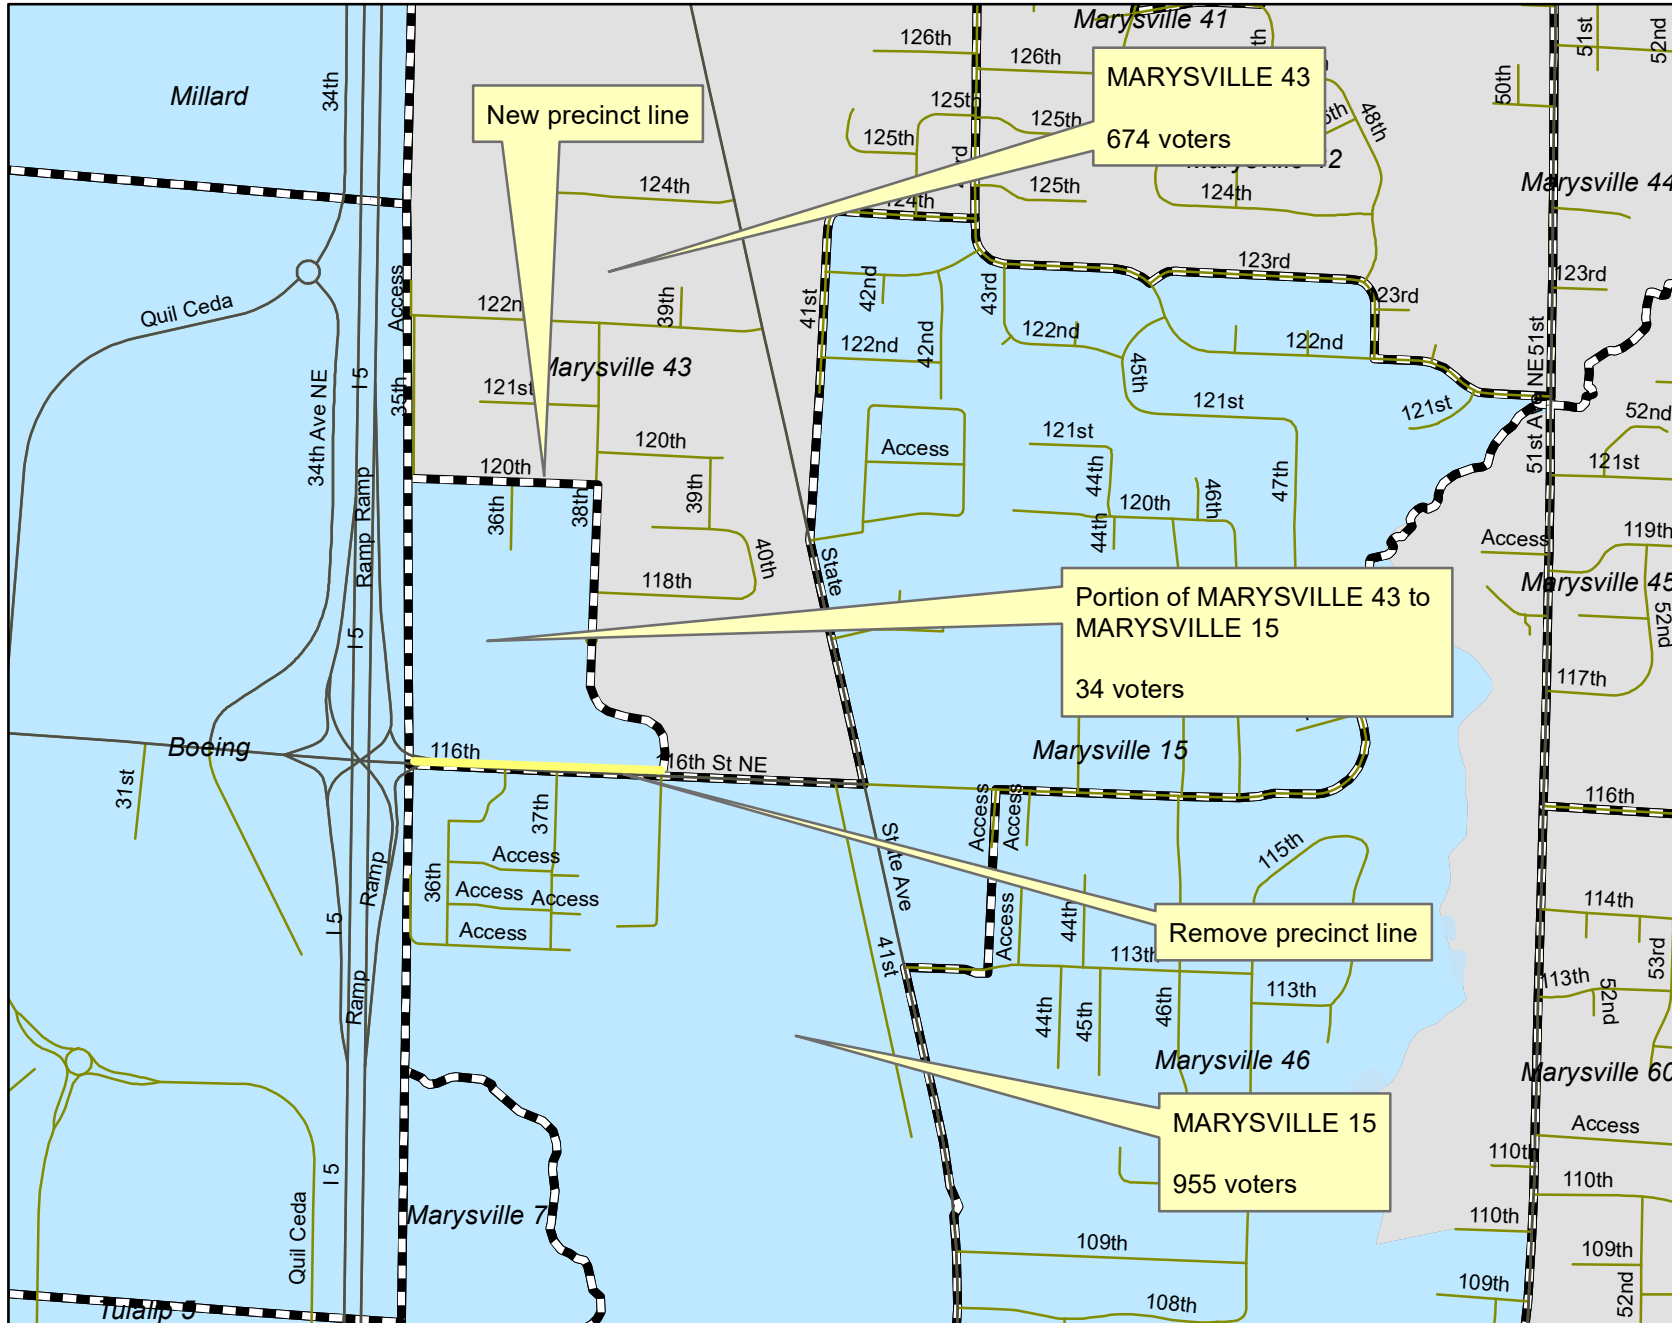 Marysville 41
126th
126th
34th
Millard
New precinct line
MARYSVILLE 43
674 voters
125th
125th
125th
125th
124th
124th
124th
48th
50th
51st
52nd
Marysville 44
Quil Ceda
Access
122nd
39th
41st
42nd
122nd
42nd
43rd
122nd
123rd
122nd
123rd
45th
121st
121st
51st
51st Ave NE
Marysville 43
34th Ave NE
I 5
35th
121st
120th
120th
36th
38th
39th
40th
118th
Access
121st
44th
120th
44th
46th
47th
52nd
121st
Access
119th
Marysville 45
52nd
117th
Ramp
Ramp
I 5
State
Portion of MARYSVILLE 43 to
MARYSVILLE 15
34 voters
Boeing
31st
116th
116th St NE
Marysville 15
116th
37th
36th
Access
Access
Access
Access
Ramp
I 5
Ramp
State Ave
41st
Access
Access
Access
115th
44th
Remove precinct line
113th
113th
44th
45th
46th
Marysville 46
114th
53rd
113th
52nd
Marysville 60
MARYSVILLE 15
955 voters
Access
110th
110th
110th
I 5
Quil Ceda
Marysville 7
109th
108th
109th
109th
52nd
Tulalip 5
123rd